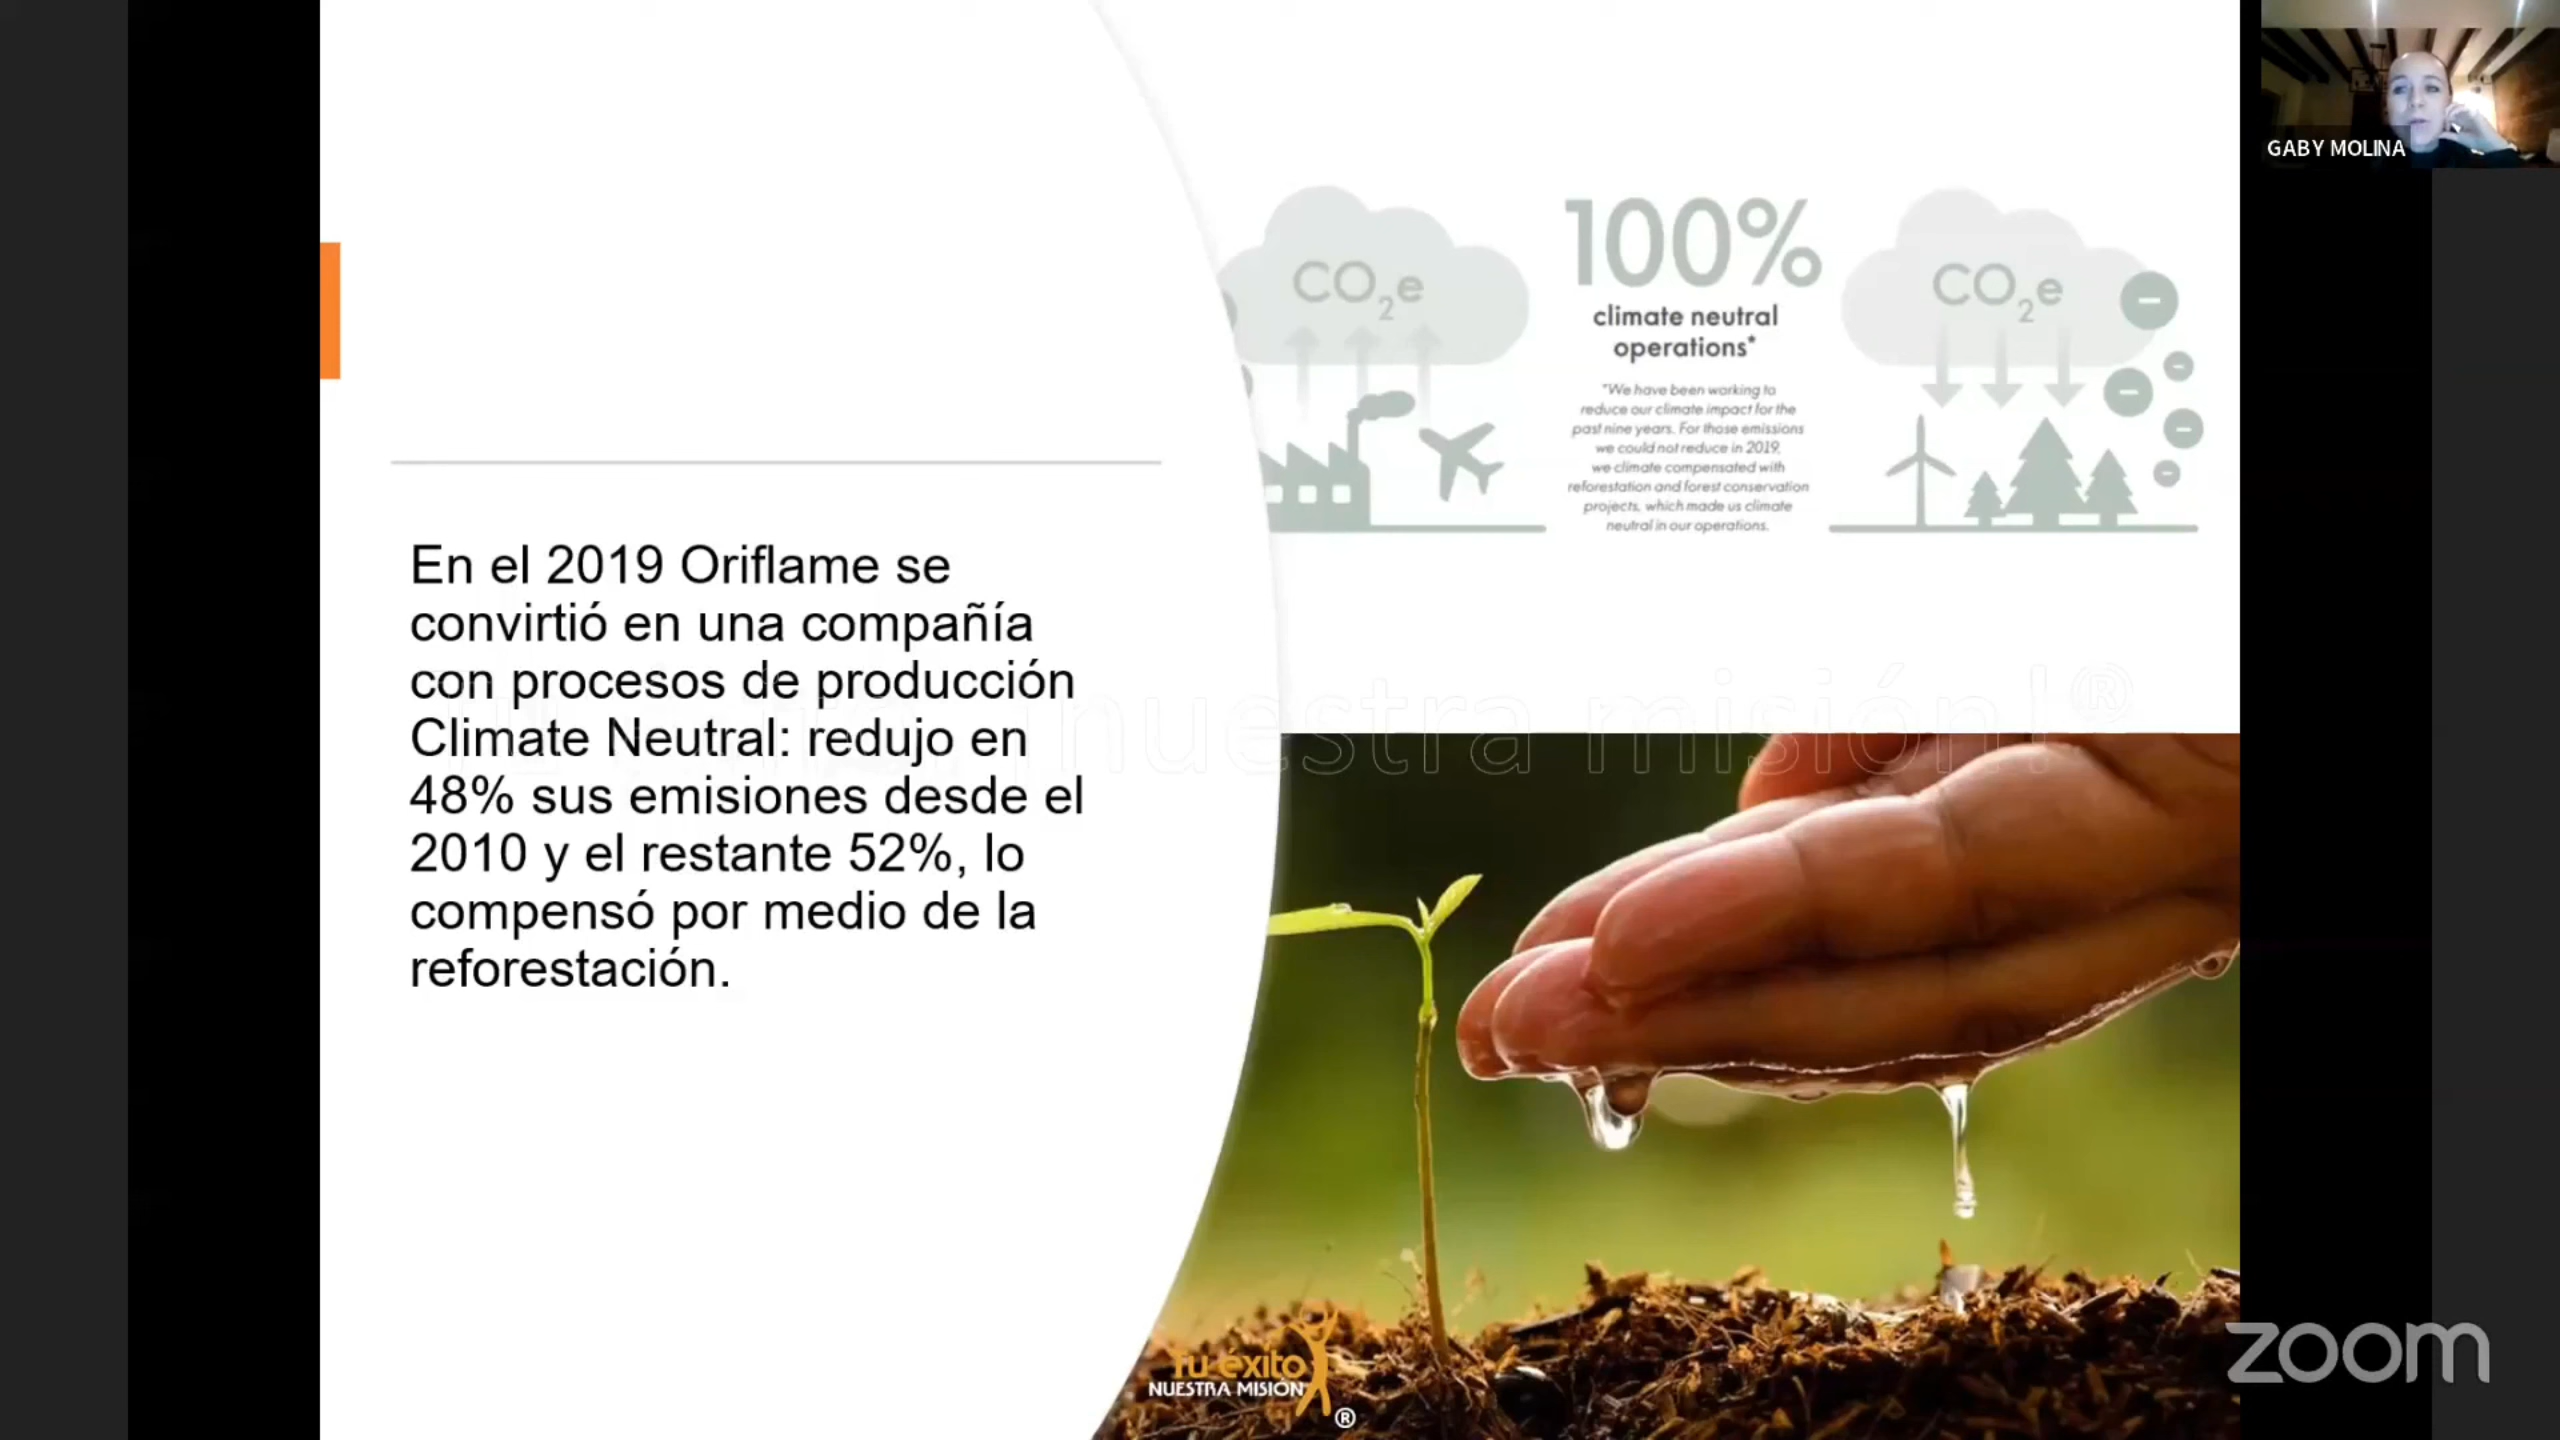 GABY MOLINA
CO2e
100%
climate neutral
operations*
"We have been working to
reduce our climate impact for the
past nine years. For those emissions
we could not reduce in 2019,
we climate compensated with
reforestation and forest conservation
projects, which made us climate
neutral in our operations.
CO2e
En el 2019 Oriflame se
convirtió en una compañía
con procesos de producción
Climate Neutral: redujo en
48% sus emisiones desde el
2010 y el restante 52%, lo
compensó por medio de la
reforestación.
nuestra misión!®
Tu éxito
NUESTRA MISIÓN
®
zoom